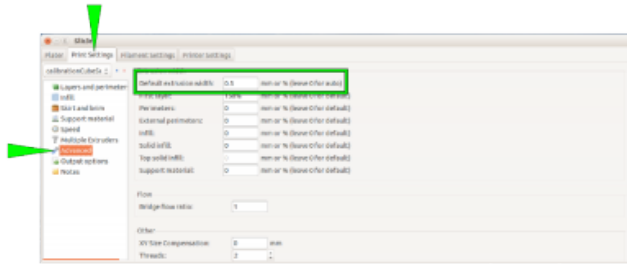 Slic3r
Plater Print Settings Filament Settings Printer Settings
Layers and perimeters
Infill
Skirt and brim
Support material
Speed
Multiple Extruders
Advanced
Output options
Notes
Default extrusion width: 0.5 mm or % (leave 0 for auto)
First layer: 150% mm or % (leave 0 for default)
Perimeters: 0 mm or % (leave 0 for default)
External perimeters: 0 mm or % (leave 0 for default)
Infill: 0 mm or % (leave 0 for default)
Solid infill: 0 mm or % (leave 0 for default)
Top solid infill: 0 mm or % (leave 0 for default)
Support material: 0 mm or % (leave 0 for default)
Flow
Bridge flow ratio: 1
Other
XY Size Compensation: 0 mm
Threads: 2